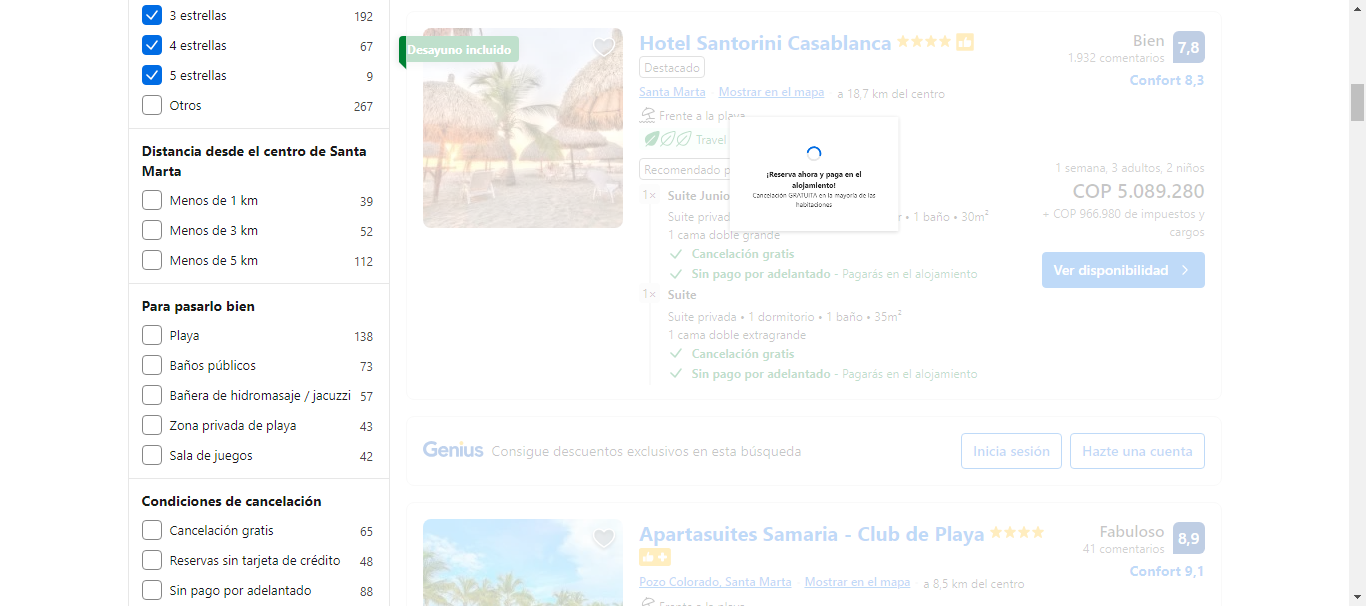 3 estrellas 192
4 estrellas 67
5 estrellas 9
Otros 267
Distancia desde el centro de Santa
Marta
Menos de 1 km 39
Menos de 3 km 52
Menos de 5 km 112
Para pasarlo bien
Playa 138
Baños públicos 73
Bañera de hidromasaje / jacuzzi 57
Zona privada de playa 43
Sala de juegos 42
Condiciones de cancelación
Cancelación gratis 65
Reservas sin tarjeta de crédito 48
Sin pago por adelantado 88
Desayuno incluido
Hotel Santorini Casablanca
Destacado
Santa Marta · Mostrar en el mapa · a 18,7 km del centro
Frente a la playa
Travel
Recomendado
1× Suite
Suite privada • 1 baño • 30m²
1 cama doble grande
Cancelación gratis
Sin pago por adelantado - Pagarás en el alojamiento
1× Suite
Suite privada • 1 dormitorio • 1 baño • 35m²
1 cama doble extragrande
Cancelación gratis
Sin pago por adelantado - Pagarás en el alojamiento
Bien 7,8
1.932 comentarios
Confort 8,3
1 semana, 3 adultos, 2 niños
COP 5.089.280
+ COP 966.980 de impuestos y
cargos
Ver disponibilidad
¡Reserva ahora y paga en el
alojamiento!
Cancelación GRATUITA en la mayoría de las
habitaciones
Genius Consigue descuentos exclusivos en esta búsqueda
Inicia sesión Hazte una cuenta
Apartasuites Samaria - Club de Playa
Pozo Colorado, Santa Marta · Mostrar en el mapa · a 8,5 km del centro
Frente a la playa
Fabuloso 8,9
41 comentarios
Confort 9,1